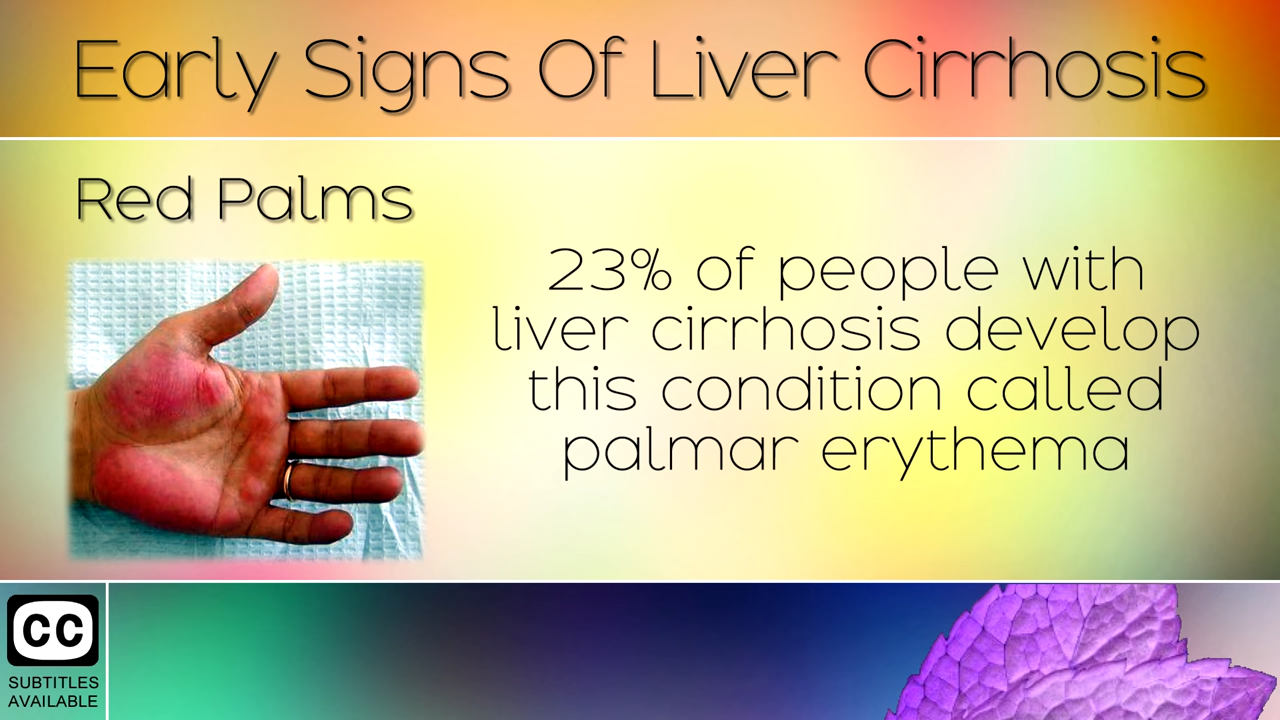 Early Signs Of Liver Cirrhosis
Red Palms
23% of people with
liver cirrhosis develop
this condition called
palmar erythema
CC
SUBTITLES
AVAILABLE